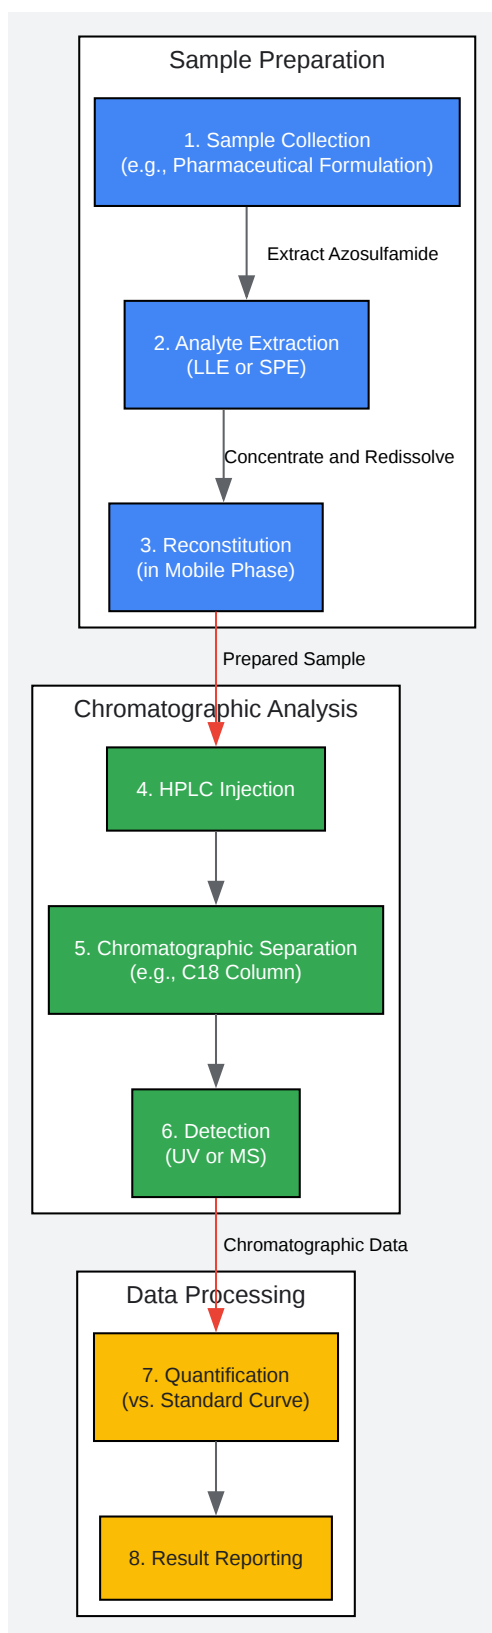 Sample Preparation
1. Sample Collection
(e.g., Pharmaceutical Formulation)
Extract Azosulfamide
2. Analyte Extraction
(LLE or SPE)
Concentrate and Redissolve
3. Reconstitution
(in Mobile Phase)
Prepared Sample
Chromatographic Analysis
4. HPLC Injection
5. Chromatographic Separation
(e.g., C18 Column)
6. Detection
(UV or MS)
Chromatographic Data
Data Processing
7. Quantification
(vs. Standard Curve)
8. Result Reporting